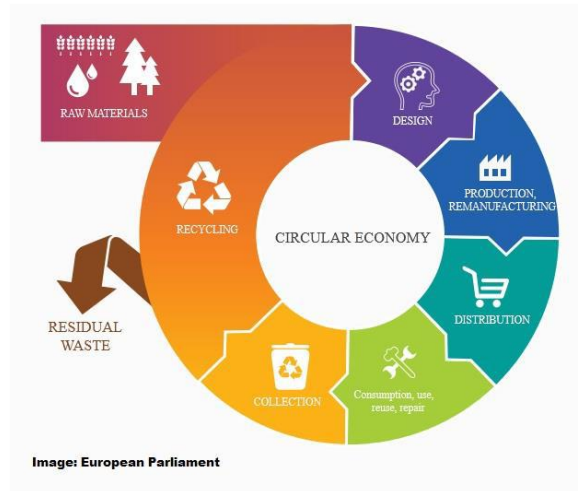 RAW MATERIALS
DESIGN
PRODUCTION,
REMANUFACTURING
RECYCLING
CIRCULAR ECONOMY
DISTRIBUTION
RESIDUAL
WASTE
COLLECTION
Consumption, use,
reuse, repair
Image: European Parliament